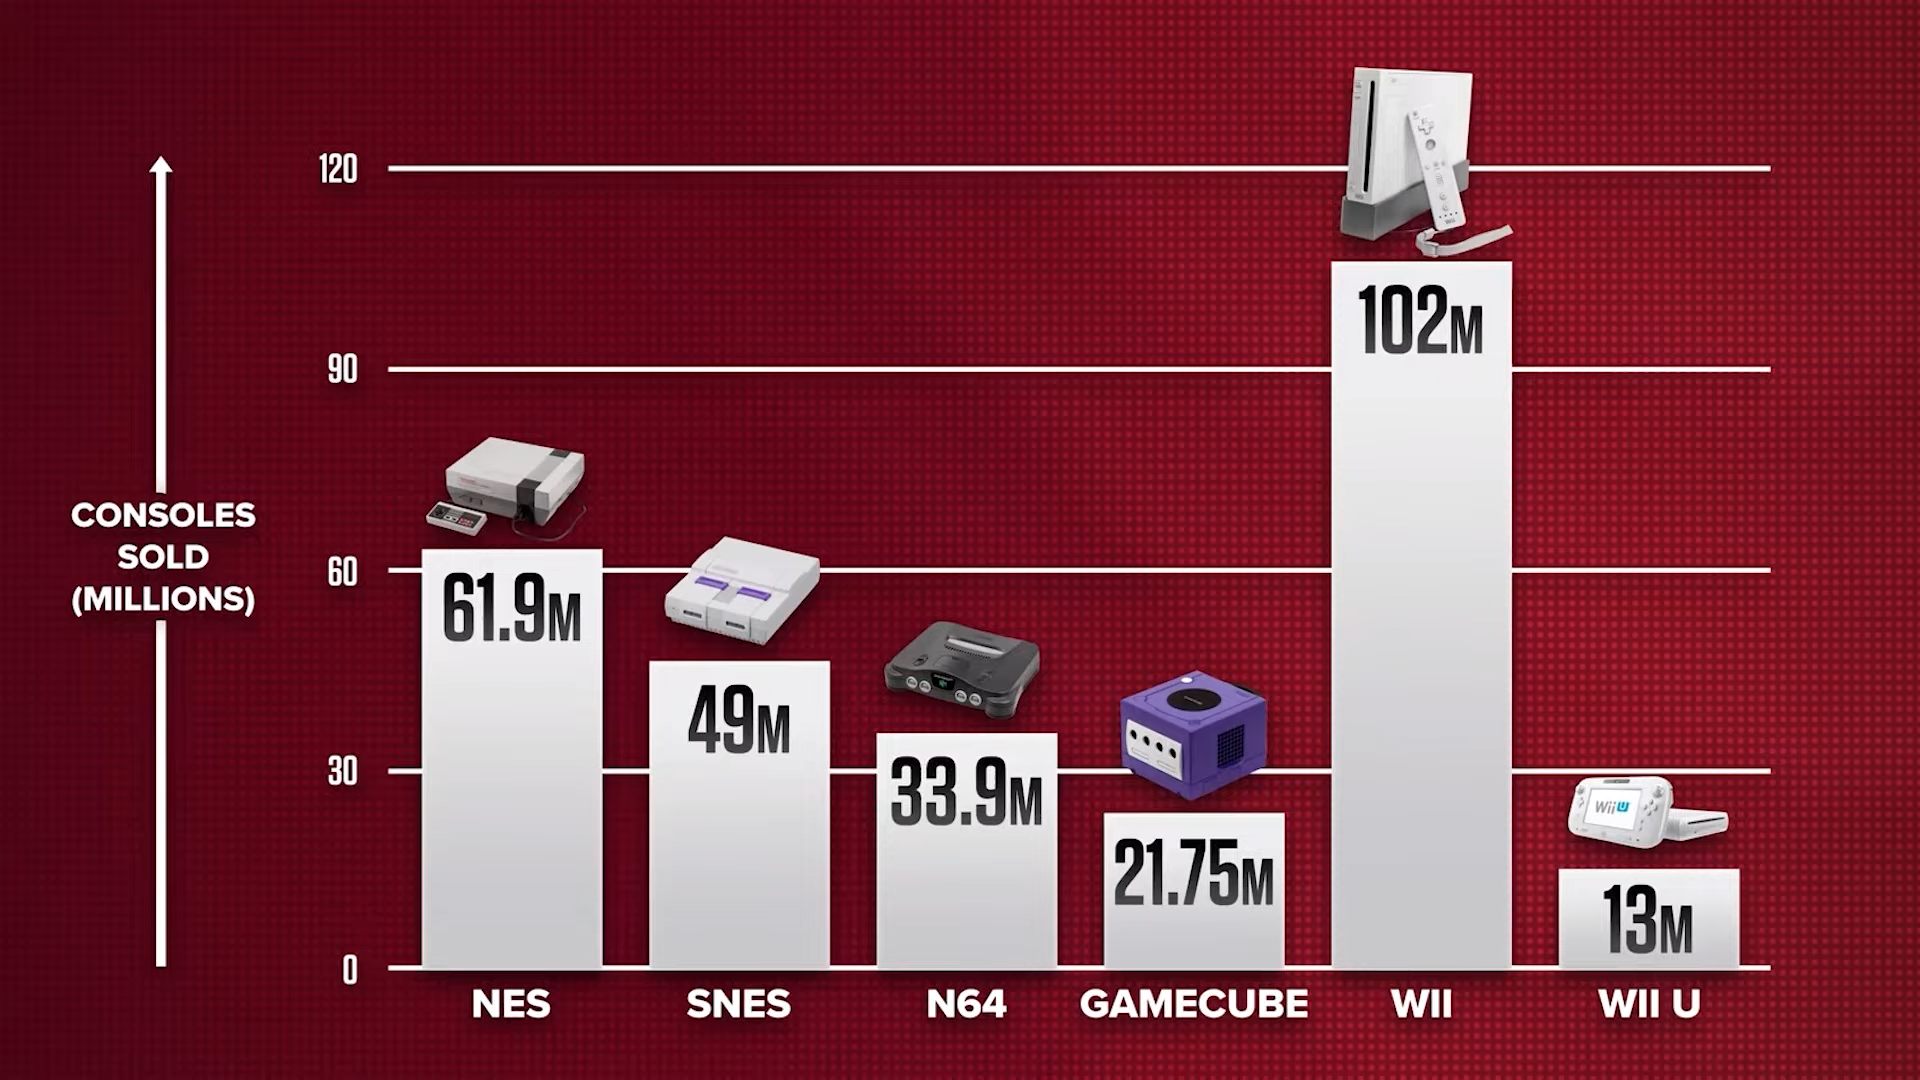 120
90
60
30
0
CONSOLES
SOLD
(MILLIONS)
61.9M
49M
33.9M
21.75M
102M
13M
Wii U
NES
SNES
N64
GAMECUBE
WII
WII U